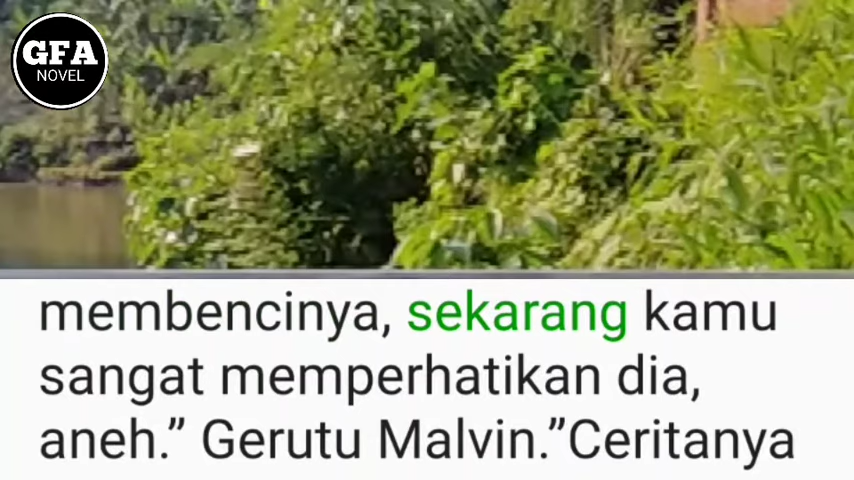 GFA
NOVEL
membencinya, sekarang kamu
sangat memperhatikan dia,
aneh.” Gerutu Malvin.”Ceritanya